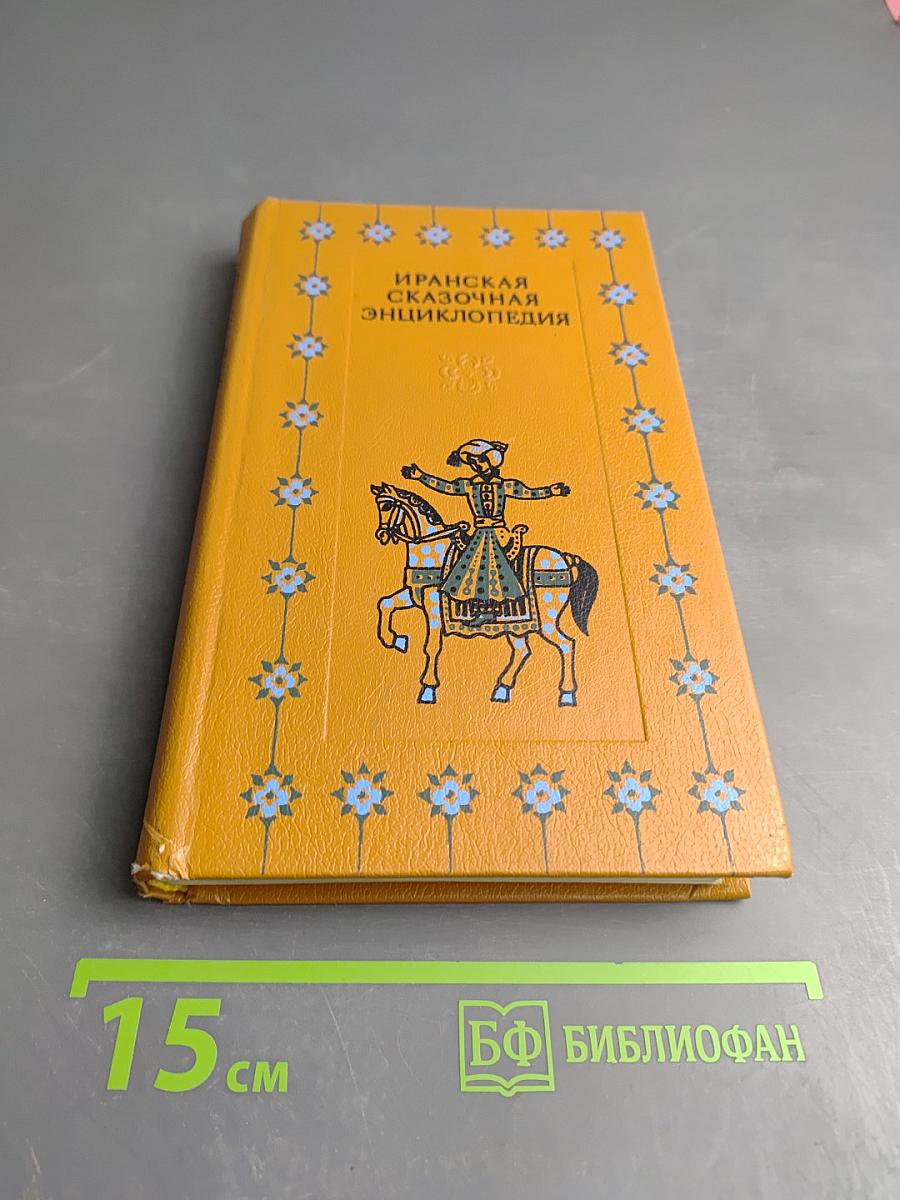 ИРАНСКАЯ
СКАЗОЧНАЯ
ЭНЦИКЛОПЕДИЯ
15 см
БФ БИБЛИОФАН